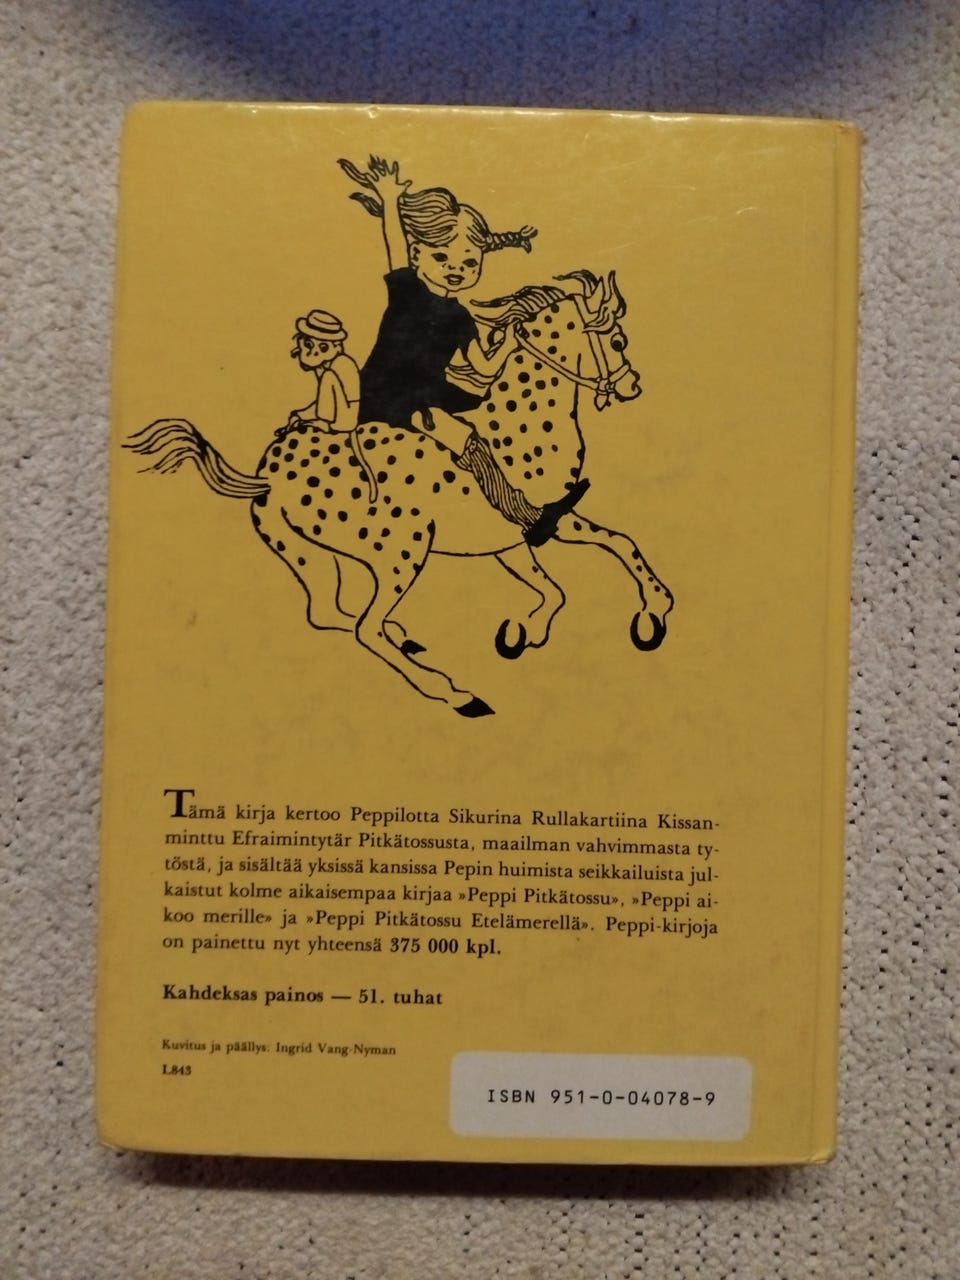 Tämä kirja kertoo Peppilotta Sikurina Rullakartiina Kissan-
minttu Efraimintytär Pitkätossusta, maailman vahvimmasta ty-
töstä, ja sisältää yksissä kansissa Pepin huimista seikkailuista jul-
kaistut kolme aikaisempaa kirjaa »Peppi Pitkätossu», »Peppi ai-
koo merille» ja »Peppi Pitkätossu Etelämerellä». Peppi-kirjoja
on painettu nyt yhteensä 375 000 kpl.
Kahdeksas painos — 51. tuhat
Kuvitus ja päällys: Ingrid Vang-Nyman
L843
ISBN 951-0-04078-9